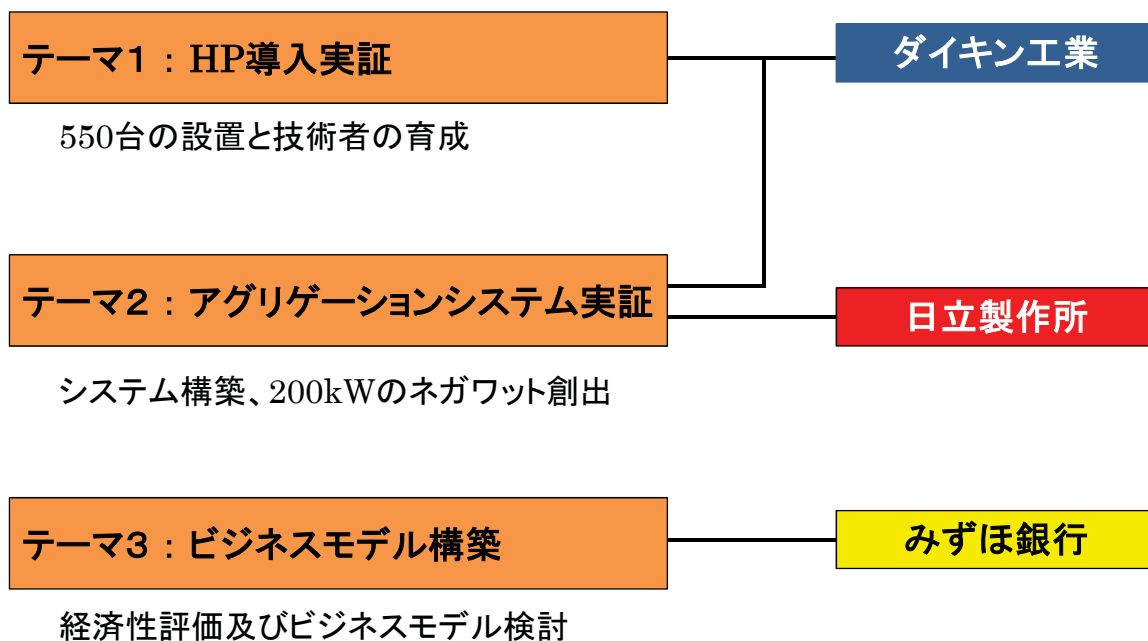 テーマ1：HP導入実証
ダイキン工業
550台の設置と技術者の育成
テーマ2：アグリゲーションシステム実証
日立製作所
システム構築、200kWのネガワット創出
テーマ3：ビジネスモデル構築
みずほ銀行
経済性評価及びビジネスモデル検討